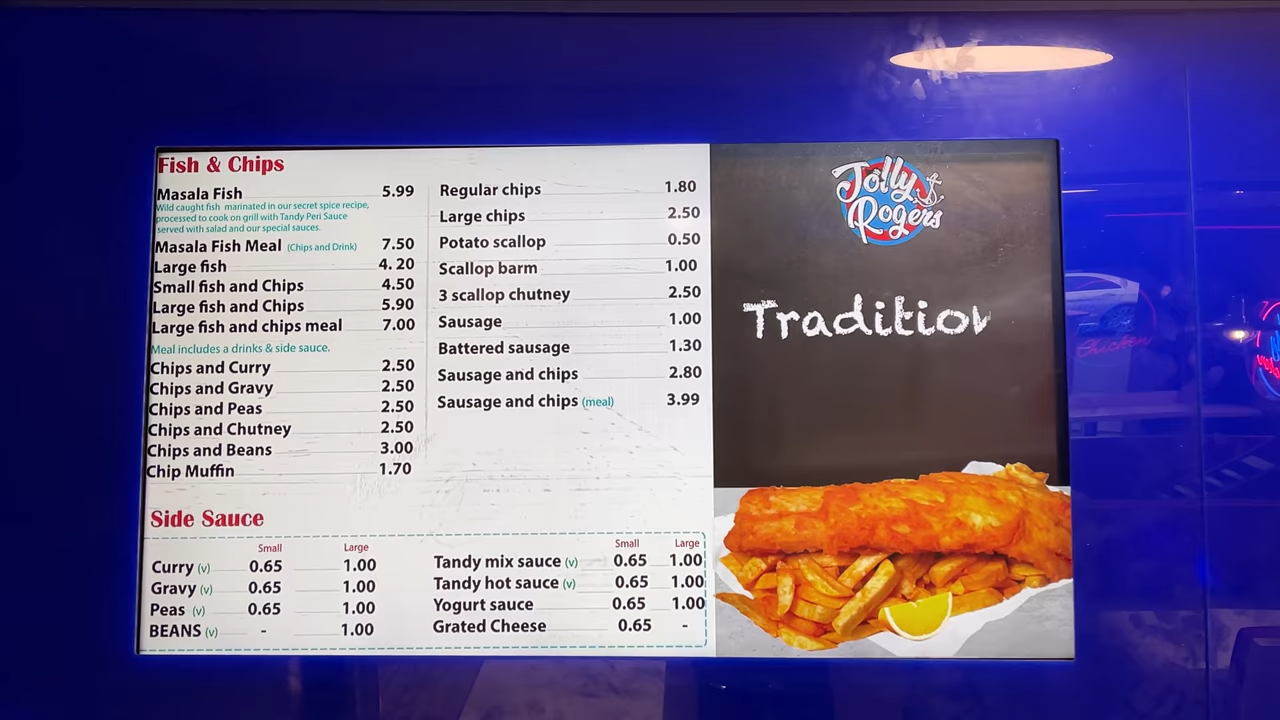 Fish & Chips
Masala Fish 5.99
Wild caught fish marinated in our secret spice recipe,
processed to cook on grill with Tandy Peri Sauce
served with salad and our special sauces.
Masala Fish Meal (Chips and Drink) 7.50
Large fish 4. 20
Small fish and Chips 4.50
Large fish and Chips 5.90
Large fish and chips meal 7.00
Meal includes a drinks & side sauce.
Chips and Curry 2.50
Chips and Gravy 2.50
Chips and Peas 2.50
Chips and Chutney 2.50
Chips and Beans 3.00
Chip Muffin 1.70
Regular chips 1.80
Large chips 2.50
Potato scallop 0.50
Scallop barm 1.00
3 scallop chutney 2.50
Sausage 1.00
Battered sausage 1.30
Sausage and chips 2.80
Sausage and chips (meal) 3.99
Side Sauce
Small Large
Curry (v) 0.65 1.00
Gravy (v) 0.65 1.00
Peas (v) 0.65 1.00
BEANS (v) - 1.00
Small Large
Tandy mix sauce (v) 0.65 1.00
Tandy hot sauce (v) 0.65 1.00
Yogurt sauce 0.65 1.00
Grated Cheese 0.65 -
Jolly
Rogers
Tradition
Chicken